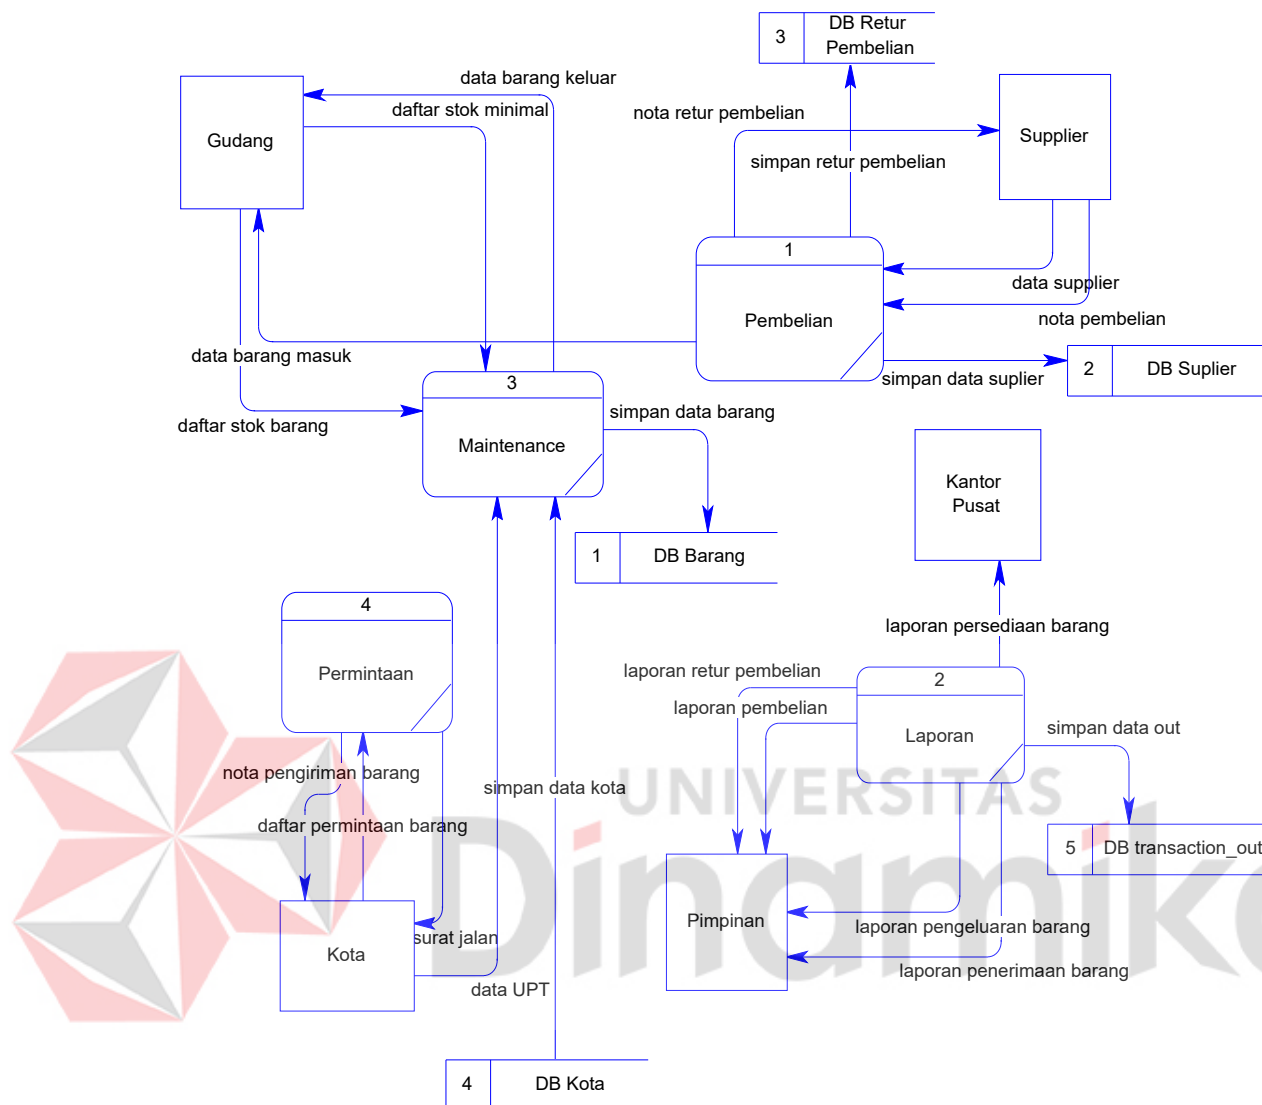 3
DB Retur
Pembelian
data barang keluar
daftar stok minimal
nota retur pembelian
Gudang
Supplier
simpan retur pembelian
1
data supplier
nota pembelian
Pembelian
data barang masuk
2
DB Suplier
simpan data suplier
3
simpan data barang
daftar stok barang
Maintenance
Kantor
Pusat
1
DB Barang
4
laporan persediaan barang
Permintaan
laporan retur pembelian
2
laporan pembelian
simpan data out
Laporan
nota pengiriman barang
simpan data kota
UNIVERSITAS
daftar permintaan barang
5
DB transaction_out
Dinamika
Pimpinan
laporan pengeluaran barang
surat jalan
Kota
laporan penerimaan barang
data UPT
4
DB Kota